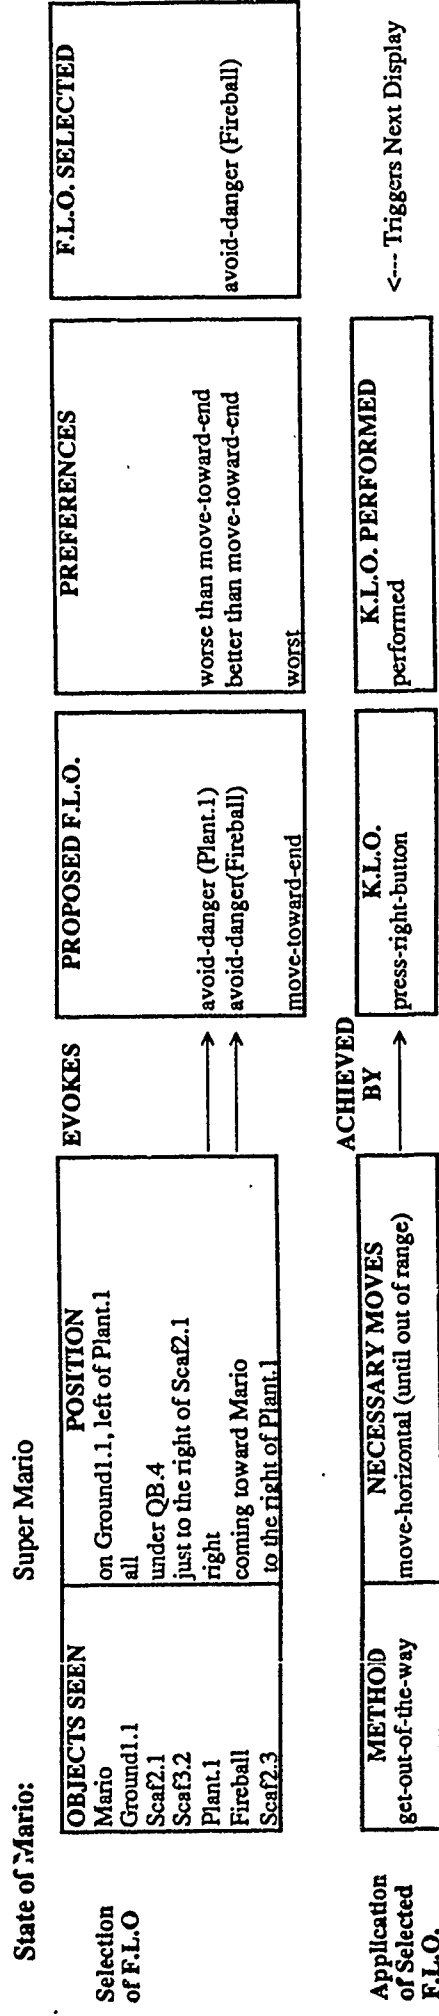 State of Mario: Super Mario
Selection
of F.L.O
OBJECTS SEEN POSITION EVOKES PROPOSED F.L.O. PREFERENCES F.L.O. SELECTED
Mario on Ground1.1, left of Plant.1
Ground1.1 all
Scaf2.1 under QB.4
Scaf3.2 just to the right of Scaf2.1
Plant.1 right avoid-danger (Plant.1) worse than move-toward-end
Fireball coming toward Mario avoid-danger(Fireball) better than move-toward-end avoid-danger (Fireball)
Scaf2.3 to the right of Plant.1
move-toward-end worst
Application
of Selected
F.L.O.
METHOD NECESSARY MOVES ACHIEVED BY K.L.O. K.L.O. PERFORMED
get-out-of-the-way move-horizontal (until out of range) press-right-button performed <--- Triggers Next Display